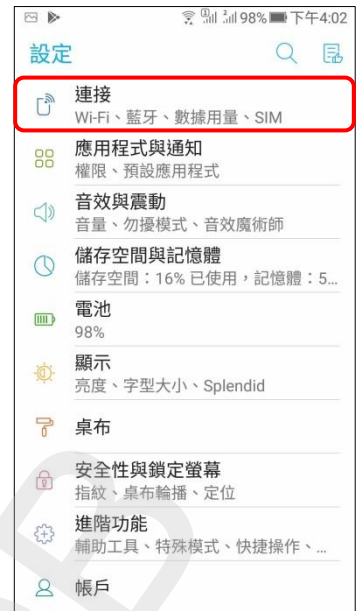 98% 下午4:02
設定
連接
Wi-Fi、藍牙、數據用量、SIM
應用程式與通知
權限、預設應用程式
音效與震動
音量、勿擾模式、音效魔術師
儲存空間與記憶體
儲存空間：16% 已使用，記憶體：5...
電池
98%
顯示
亮度、字型大小、Splendid
桌布
安全性與鎖定螢幕
指紋、桌布輪播、定位
進階功能
輔助工具、特殊模式、快捷操作、...
帳戶